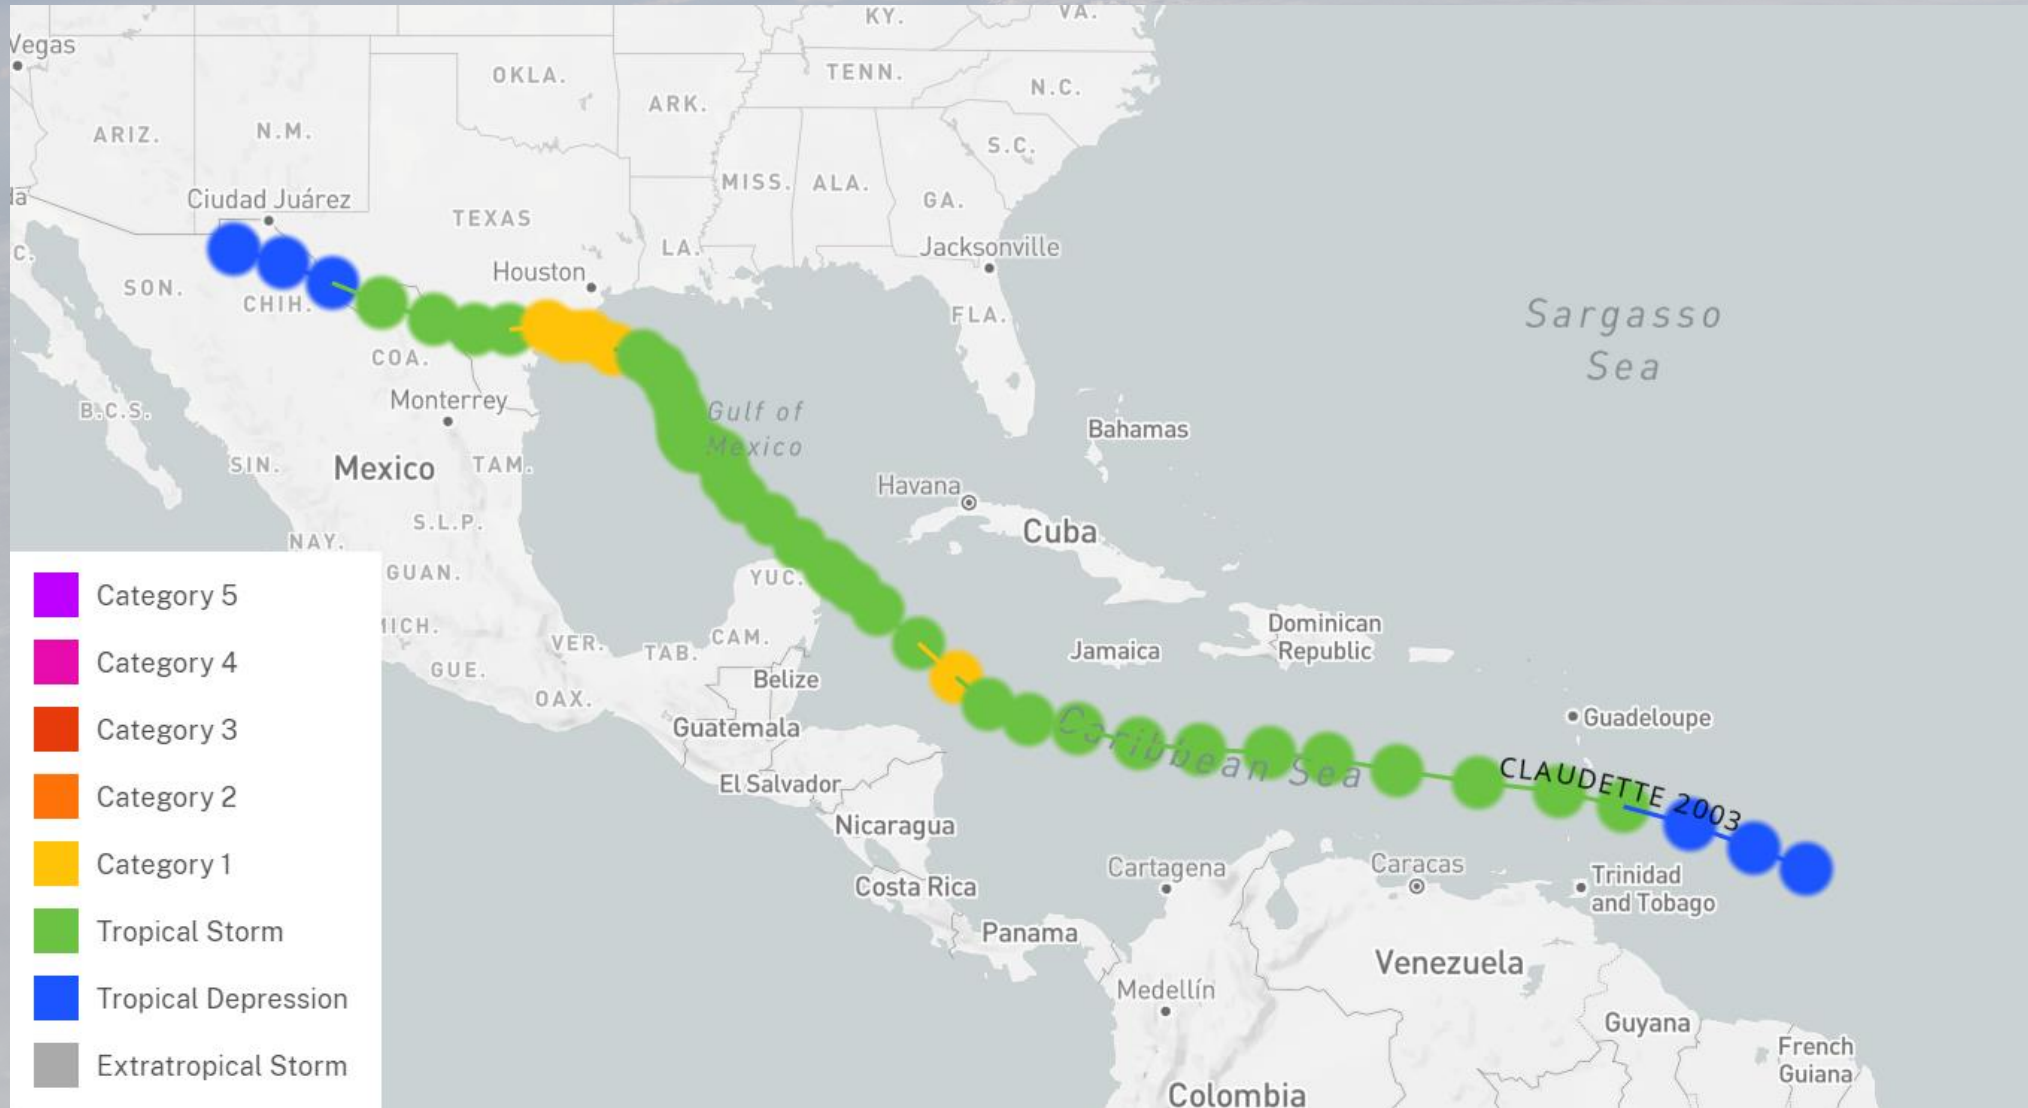 KY.
VA.
Vegas
OKLA.
TENN.
N.C.
ARK.
ARIZ.
N.M.
S.C.
MISS.
ALA.
GA.
Ciudad Juárez
TEXAS
LA.
Jacksonville
C.
Houston
SON.
CHIH.
FLA.
Sargasso
Sea
COA.
Monterrey
B.C.S.
Gulf of
Mexico
Bahamas
SIN.
Mexico
TAM.
Havana
Cuba
S.L.P.
NAY.
GUAN.
YUC.
MICH.
VER.
TAB.
CAM.
GUE.
OAX.
Belize
Guatemala
Jamaica
Dominican
Republic
Guadeloupe
El Salvador
Caribbean Sea
CLAUDETTE 2003
Nicaragua
Cartagena
Caracas
Trinidad
and Tobago
Costa Rica
Panama
Venezuela
Medellín
Guyana
French
Guiana
Colombia
Category 5
Category 4
Category 3
Category 2
Category 1
Tropical Storm
Tropical Depression
Extratropical Storm